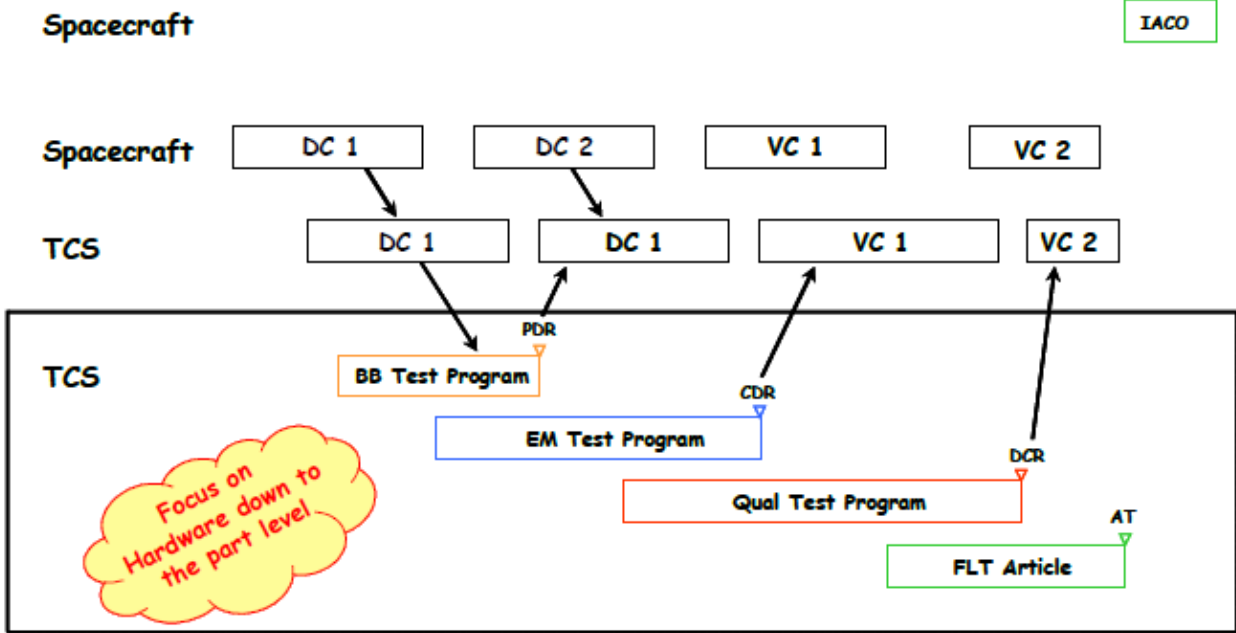 Spacecraft
IACO
Spacecraft
DC 1
DC 2
VC 1
VC 2
TCS
DC 1
DC 1
VC 1
VC 2
PDR
TCS
BB Test Program
CDR
EM Test Program
DCR
Focus on
Hardware down to
the part level
Qual Test Program
AT
FLT Article